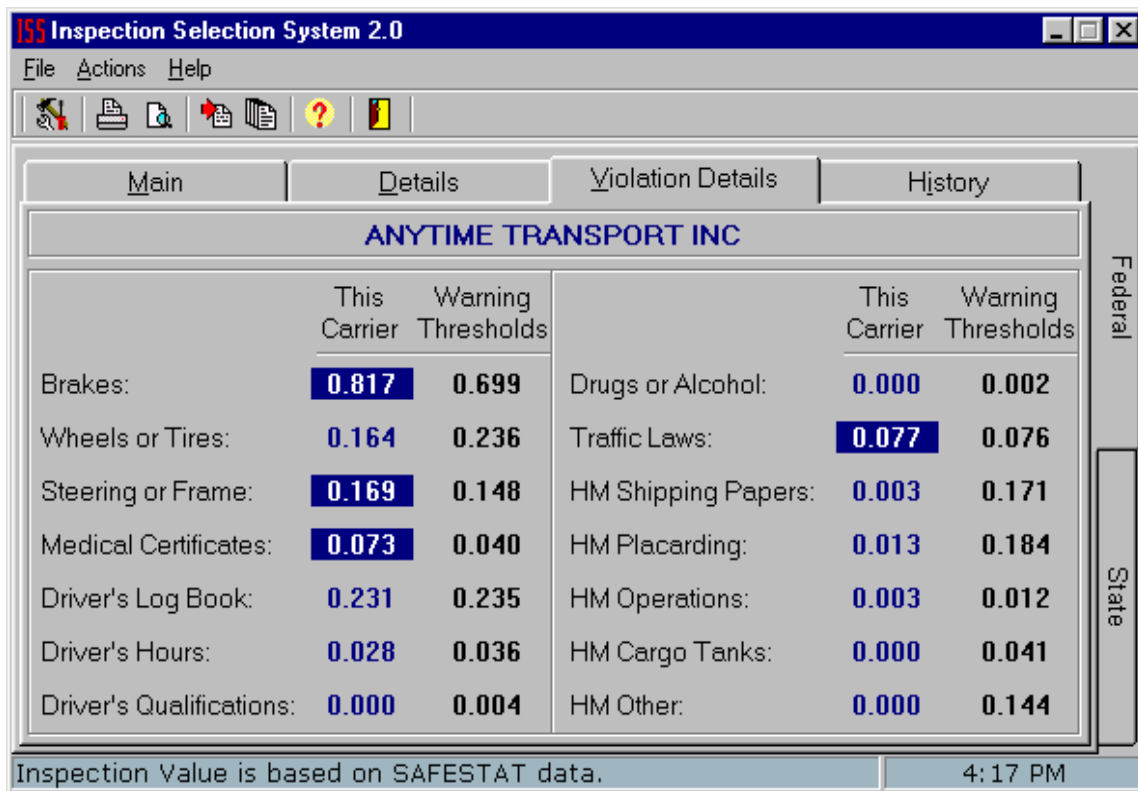 ISS Inspection Selection System 2.0
File Actions Help
Main Details Violation Details History
ANYTIME TRANSPORT INC
This Carrier Warning Thresholds
Brakes: 0.817 0.699
Wheels or Tires: 0.164 0.236
Steering or Frame: 0.169 0.148
Medical Certificates: 0.073 0.040
Driver's Log Book: 0.231 0.235
Driver's Hours: 0.028 0.036
Driver's Qualifications: 0.000 0.004
This Carrier Warning Thresholds
Drugs or Alcohol: 0.000 0.002
Traffic Laws: 0.077 0.076
HM Shipping Papers: 0.003 0.171
HM Placarding: 0.013 0.184
HM Operations: 0.003 0.012
HM Cargo Tanks: 0.000 0.041
HM Other: 0.000 0.144
Federal
State
Inspection Value is based on SAFESTAT data. 4:17 PM